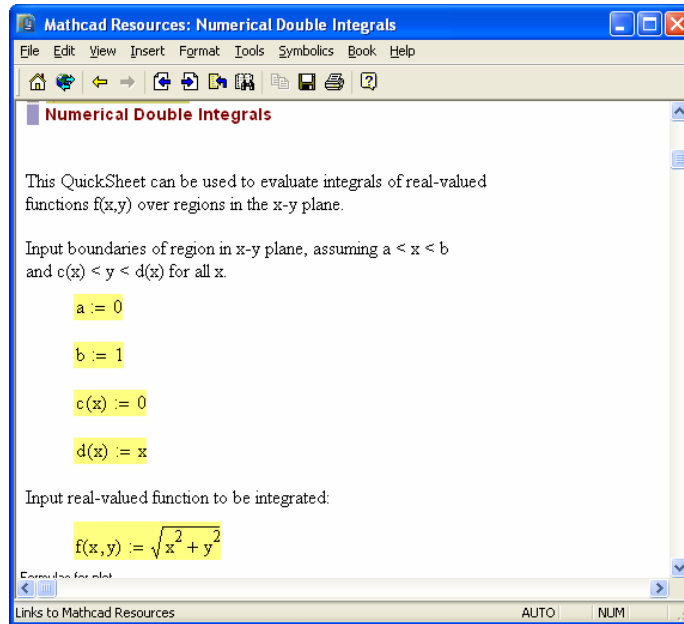 Mathcad Resources: Numerical Double Integrals
File Edit View Insert Format Tools Symbolics Book Help
Numerical Double Integrals
This QuickSheet can be used to evaluate integrals of real-valued
functions f(x,y) over regions in the x-y plane.
Input boundaries of region in x-y plane, assuming a < x < b
and c(x) < y < d(x) for all x.
a := 0
b := 1
c(x) := 0
d(x) := x
Input real-valued function to be integrated:
f(x,y) := √(x² + y²)
Formulas for plot
Links to Mathcad Resources AUTO NUM